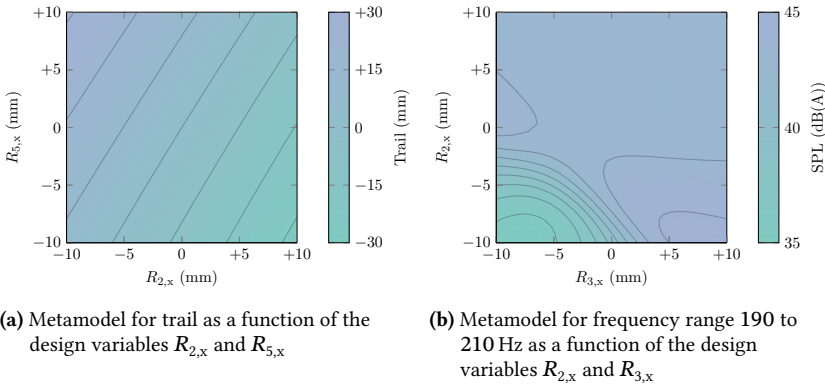 +10
+5
0
−5
−10
−10
−5
0
+5
+10
R5,x (mm)
R2,x (mm)
+30
+15
0
−15
−30
Trail (mm)
+10
+5
0
−5
−10
−10
−5
0
+5
+10
R2,x (mm)
R3,x (mm)
45
40
35
SPL (dB(A))
(a) Metamodel for trail as a function of the
design variables R2,x and R5,x
(b) Metamodel for frequency range 190 to
210 Hz as a function of the design
variables R2,x and R3,x